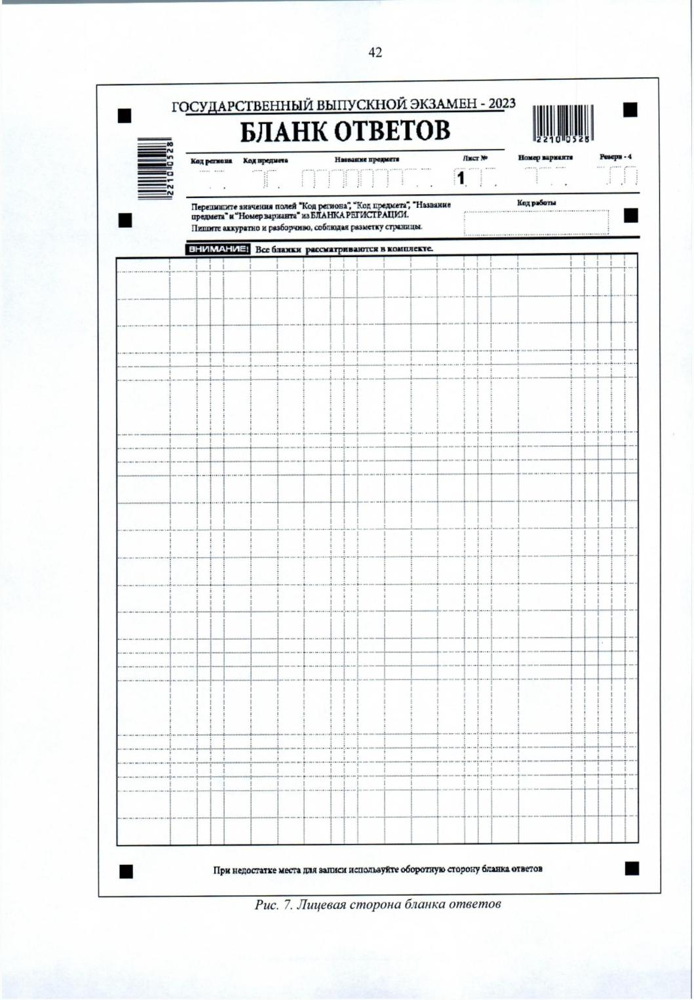 42
ГОСУДАРСТВЕННЫЙ ВЫПУСКНОЙ ЭКЗАМЕН - 2023
БЛАНК ОТВЕТОВ
2210 0528
2210 0528
Код региона Код предмета Название предмета Лист № Номер варианта Резерв - 4
1
Перепишите значения полей "Код региона", "Код предмета", "Название
предмета" и "Номер варианта" из БЛАНКА РЕГИСТРАЦИИ.
Пишите аккуратно и разборчиво, соблюдая разметку страницы.
Код работы
ВНИМАНИЕ! Все бланки рассматриваются в комплекте.
При недостатке места для записи используйте оборотную сторону бланка ответов
Рис. 7. Лицевая сторона бланка ответов